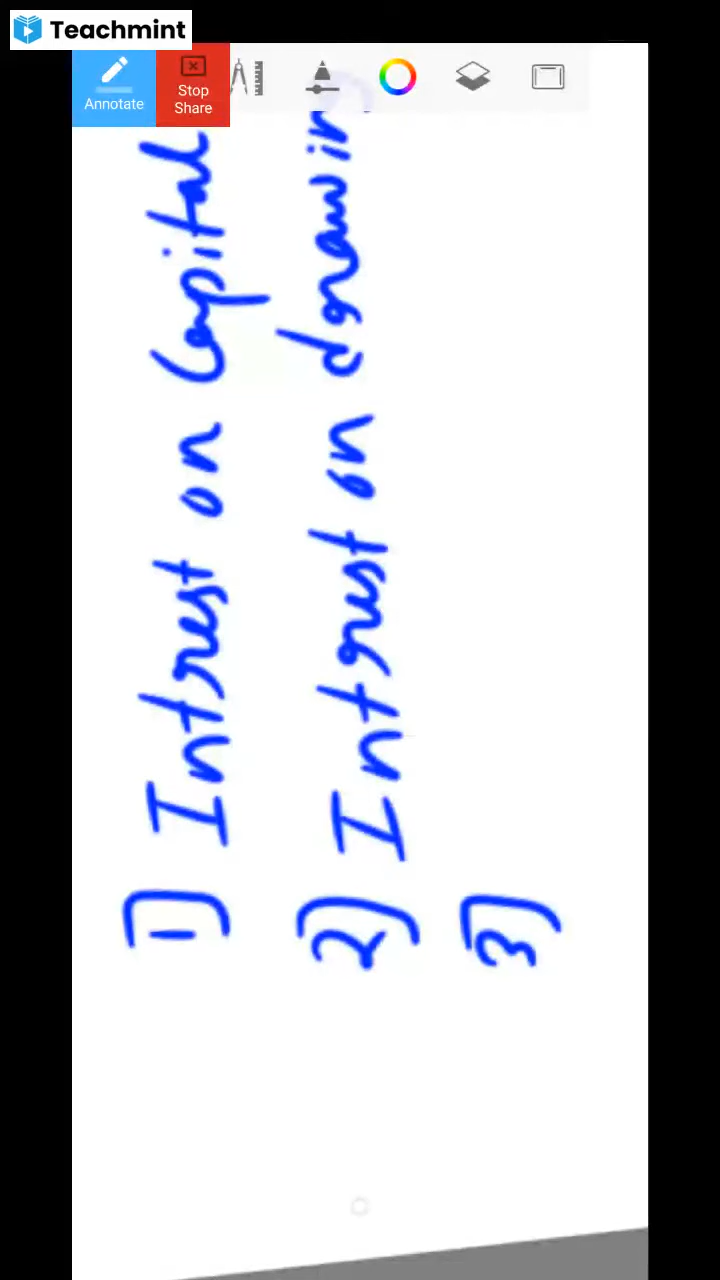 Teachmint
Annotate
Stop
Share
1) Intrest on Capital
2) Intrest on drawin
3)